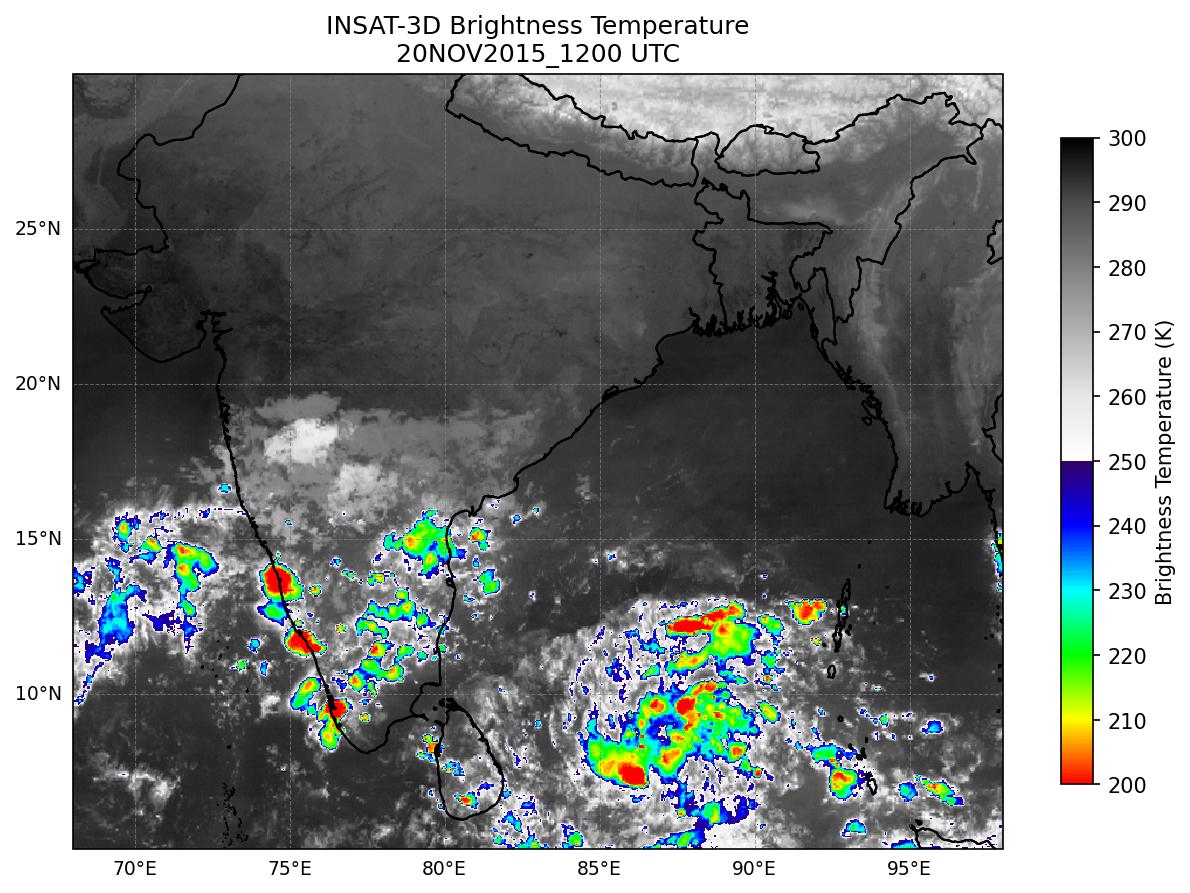 INSAT-3D Brightness Temperature
20NOV2015_1200 UTC
25°N
20°N
15°N
10°N
70°E
75°E
80°E
85°E
90°E
95°E
300
290
280
270
260
250
240
230
220
210
200
Brightness Temperature (K)